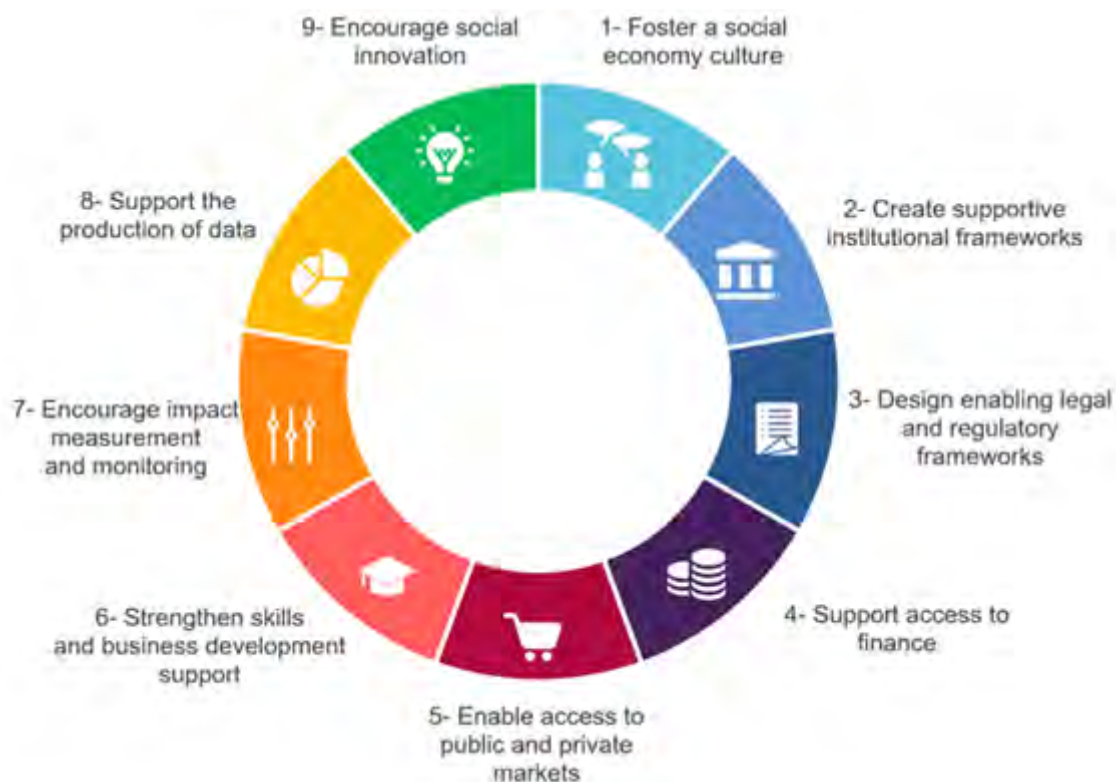 1- Foster a social
economy culture
2- Create supportive
institutional frameworks
3- Design enabling legal
and regulatory
frameworks
4- Support access to
finance
5- Enable access to
public and private
markets
6- Strengthen skills
and business development
support
7- Encourage impact
measurement
and monitoring
8- Support the
production of data
9- Encourage social
innovation